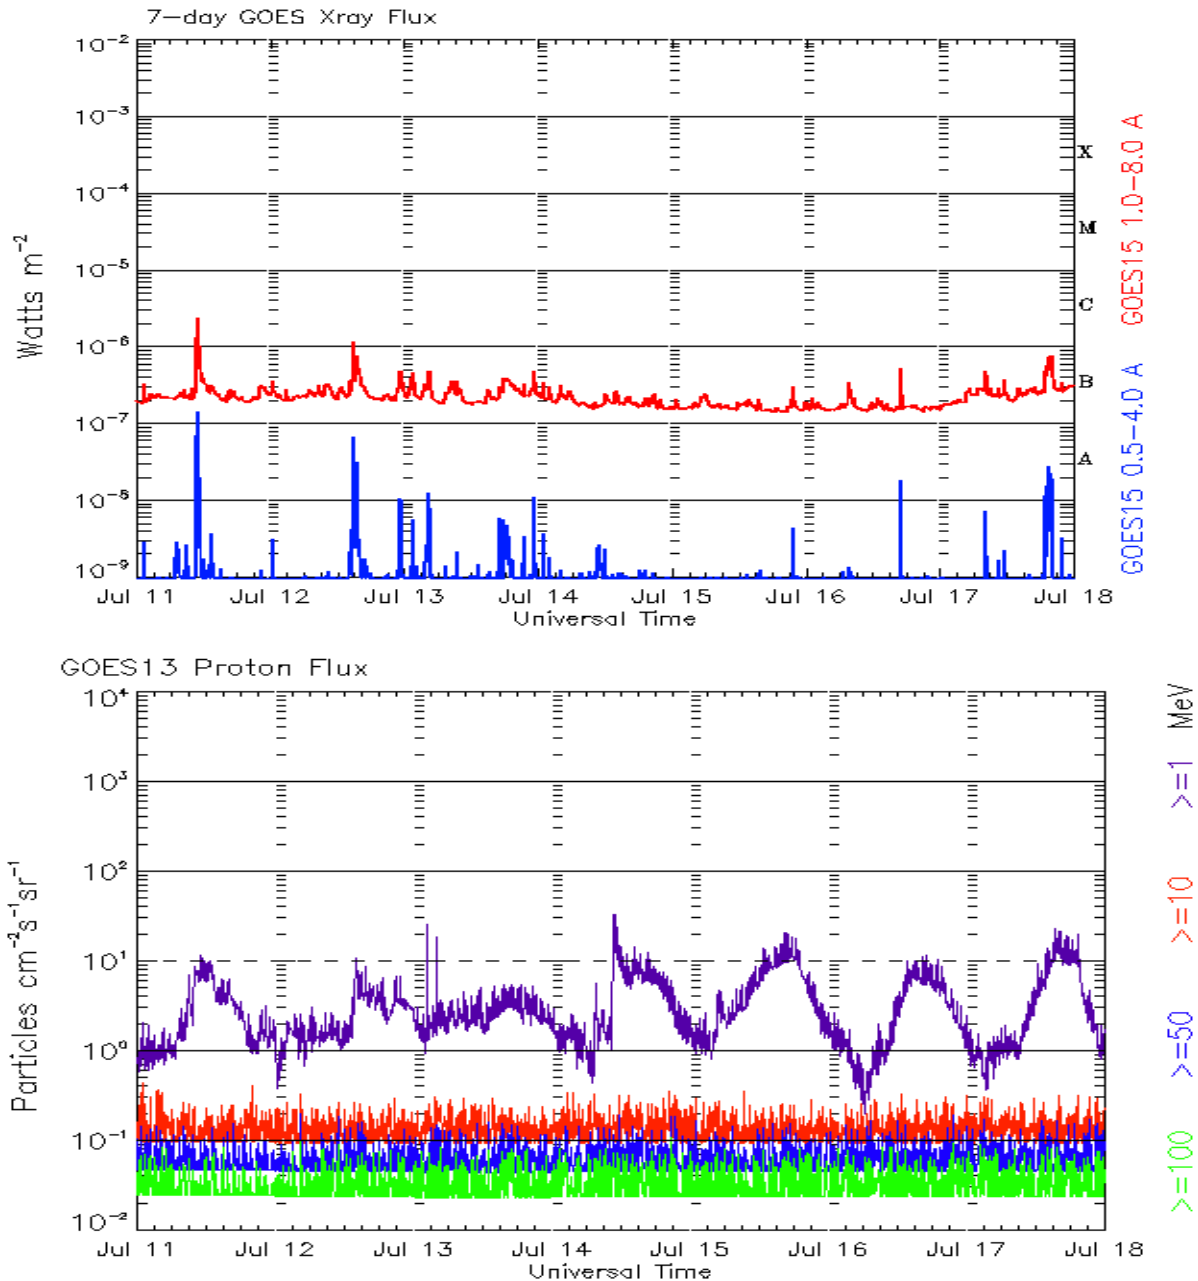 7-day GOES Xray Flux
10⁻²
10⁻³
10⁻⁴
10⁻⁵
10⁻⁶
10⁻⁷
10⁻⁸
10⁻⁹
Watts m⁻²
X
M
C
B
A
GOES15 1.0-8.0 A
GOES15 0.5-4.0 A
Jul 11 Jul 12 Jul 13 Jul 14 Jul 15 Jul 16 Jul 17 Jul 18
Universal Time
GOES13 Proton Flux
10⁴
10³
10²
10¹
10⁰
10⁻¹
10⁻²
Particles cm⁻²s⁻¹sr⁻¹
>=1 MeV
>=10
>=50
>=100
Jul 11 Jul 12 Jul 13 Jul 14 Jul 15 Jul 16 Jul 17 Jul 18
Universal Time